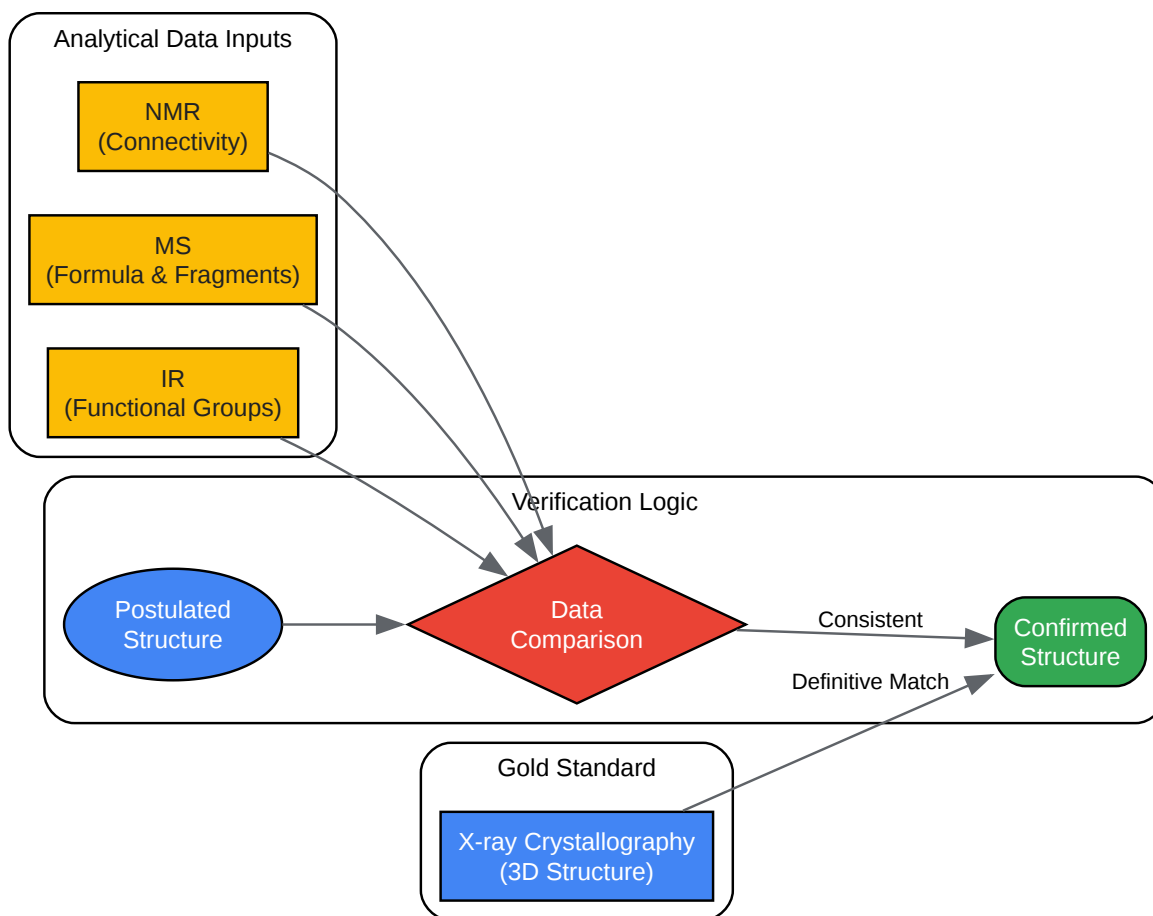 Analytical Data Inputs
NMR
(Connectivity)
MS
(Formula & Fragments)
IR
(Functional Groups)
Verification Logic
Postulated
Structure
Data
Comparison
Consistent
Confirmed
Structure
Definitive Match
Gold Standard
X-ray Crystallography
(3D Structure)